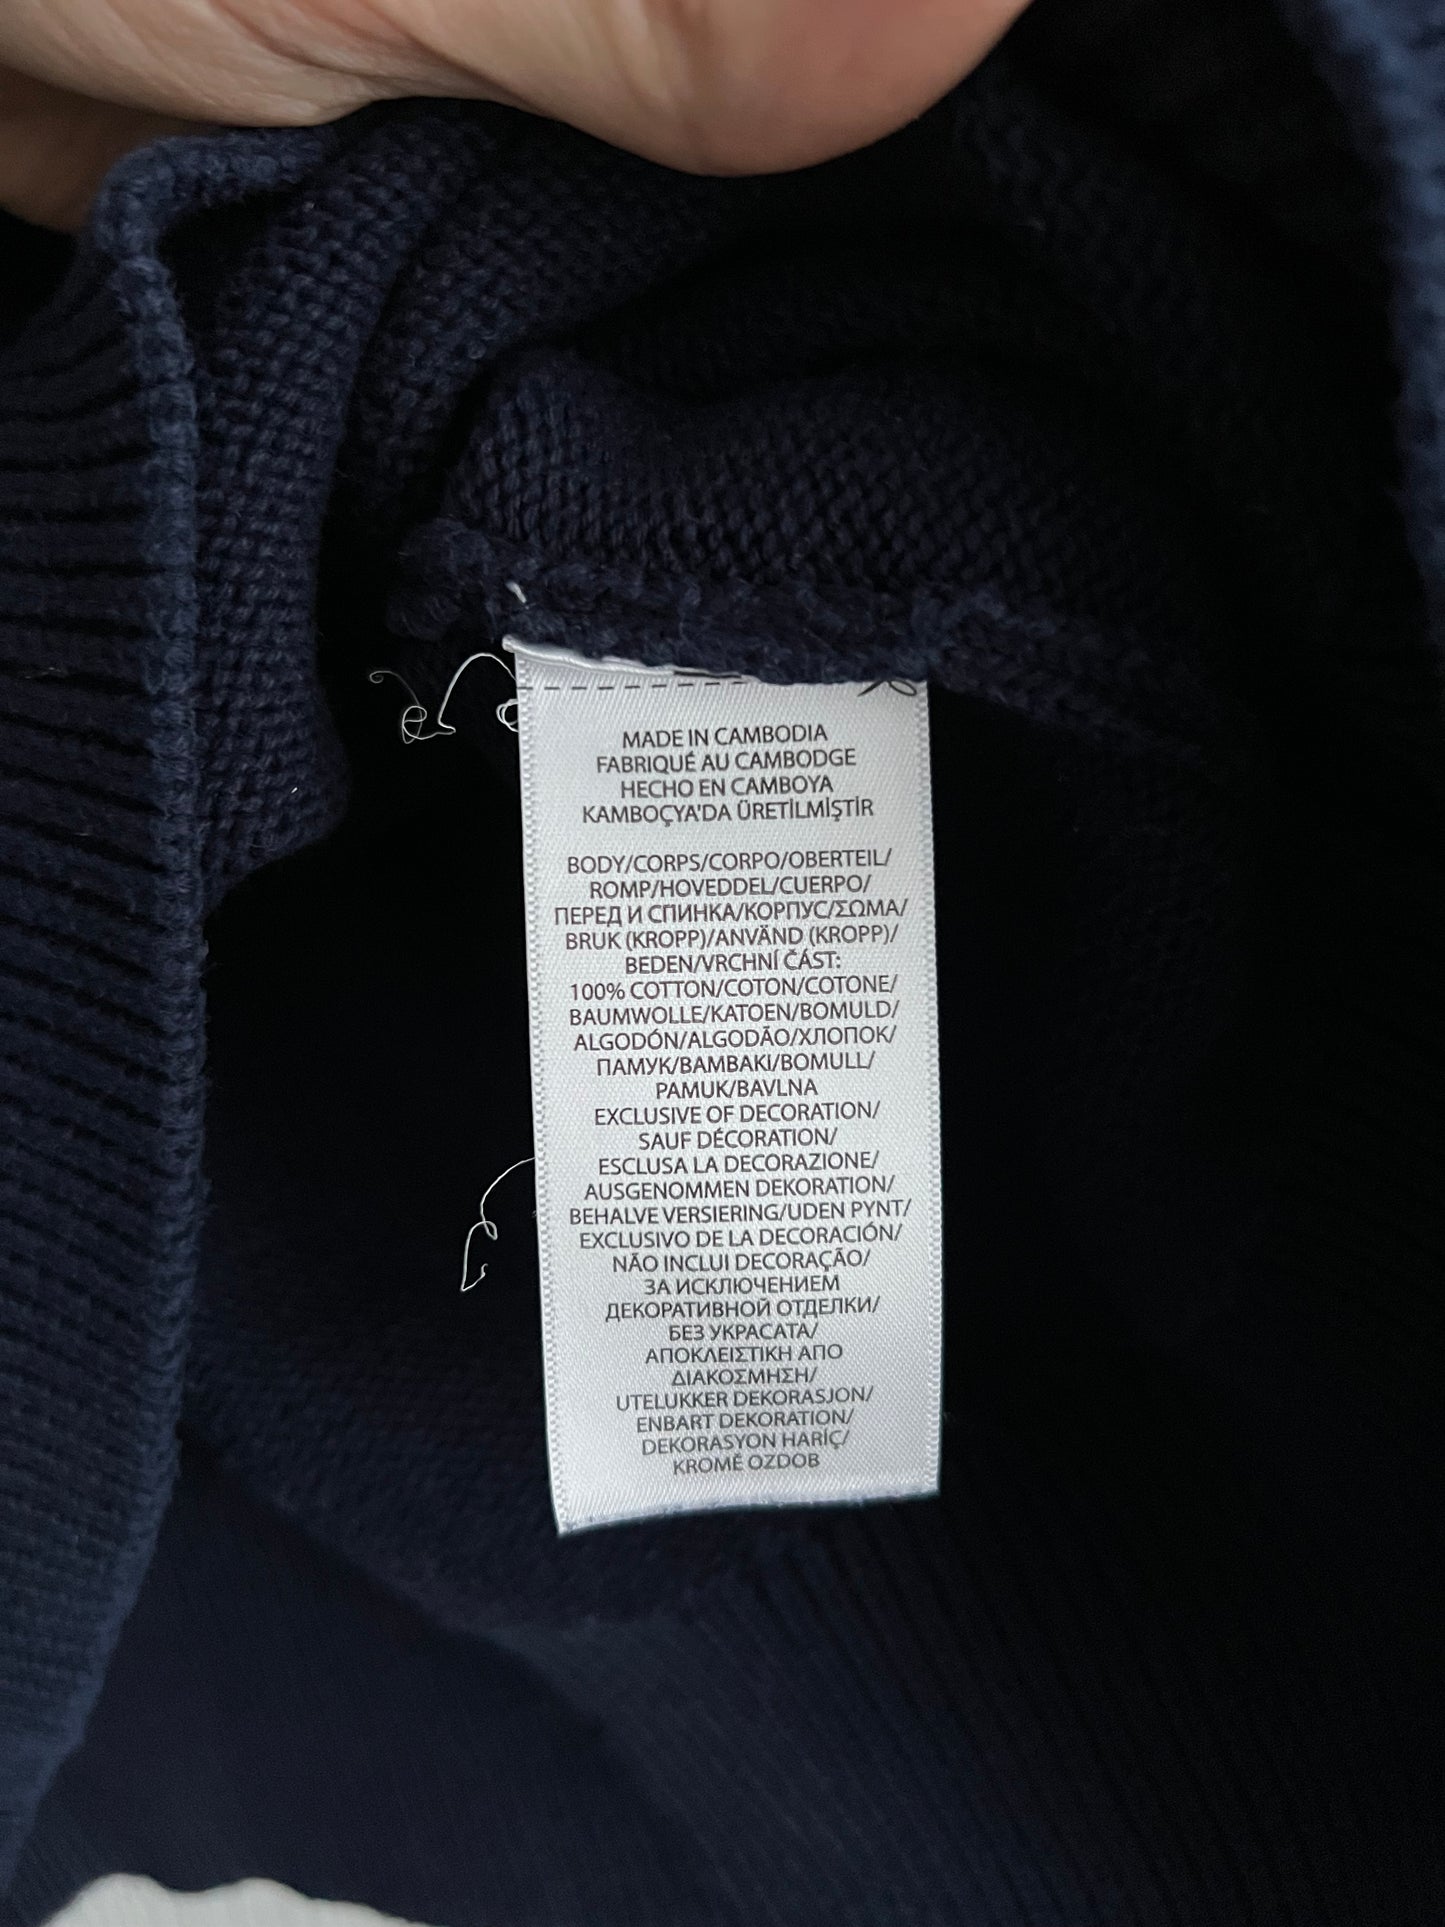 MADE IN CAMBODIA
FABRIQUÉ AU CAMBODGE
HECHO EN CAMBOYA
KAMBOÇYA'DA ÜRETİLMİŞTİR
BODY/CORPS/CORPO/OBERTEIL/
ROMP/HOVEDDEL/CUERPO/
ПЕРЕД И СПИНКА/КОРПУС/ΣΩΜΑ/
BRUK (KROPP)/ANVÄND (KROPP)/
BEDEN/VRCHNÍ ČÁST:
100% COTTON/COTON/COTONE/
BAUMWOLLE/KATOEN/BOMULD/
ALGODÓN/ALGODÃO/ХЛОПОК/
ПАМУК/ΒΑΜΒΑΚΙ/BOMULL/
PAMUK/BAVLNA
EXCLUSIVE OF DECORATION/
SAUF DÉCORATION/
ESCLUSA LA DECORAZIONE/
AUSGENOMMEN DEKORATION/
BEHALVE VERSIERING/UDEN PYNT/
EXCLUSIVO DE LA DECORACIÓN/
NÃO INCLUI DECORAÇÃO/
ЗА ИСКЛЮЧЕНИЕМ
ДЕКОРАТИВНОЙ ОТДЕЛКИ/
БЕЗ УКРАСАТА/
ΑΠΟΚΛΕΙΣΤΙΚΗ ΑΠΟ
ΔΙΑΚΟΣΜΗΣΗ/
UTELUKKER DEKORASJON/
ENBART DEKORATION/
DEKORASYON HARİÇ/
KROMĚ OZDOB